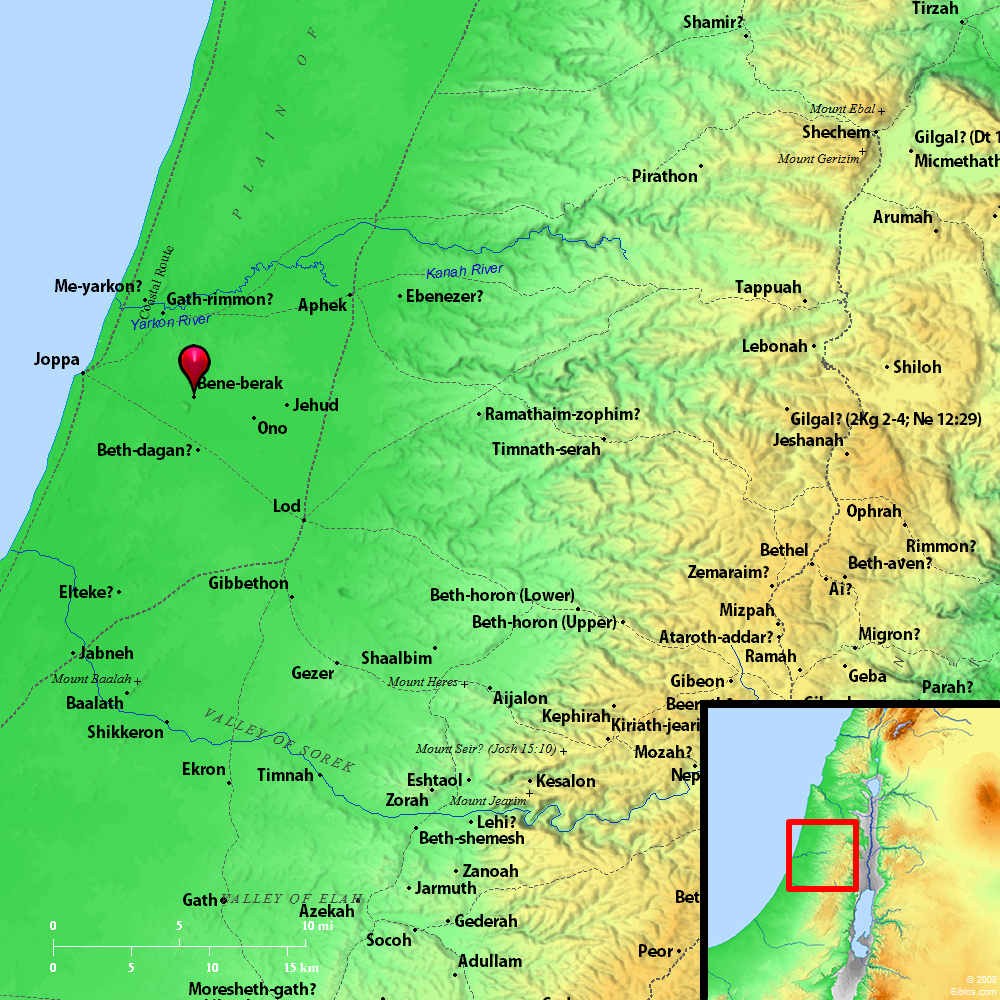 Tirzah
Shamir?
PLAIN OF
Mount Ebal
Shechem
Gilgal? (Dt 1
Micmethath
Mount Gerizim
Pirathon
Arumah
Coastal Route
Kanah River
Me-yarkon?
Gath-rimmon?
Aphek
Ebenezer?
Tappuah
Yarkon River
Joppa
Lebonah
Shiloh
Bene-berak
Jehud
Ono
Ramathaim-zophim?
Gilgal? (2Kg 2-4; Ne 12:29)
Jeshanah
Timnath-serah
Beth-dagan?
Lod
Ophrah
Rimmon?
Bethel
Beth-aven?
Zemaraim?
Ai?
Gibbethon
Elteke?
Beth-horon (Lower)
Mizpah
Beth-horon (Upper)
Ataroth-addar?
Migron?
Ramah
Jabneh
Shaalbim
Gezer
Geba
N
Mount Baalah
Mount Heres
Gibeon
Parah?
Baalath
Aijalon
Beer
Kephirah
Kiriath-jeari
Shikkeron
VALLEY OF SOREK
Mount Seir? (Josh 15:10)
Mozah?
Ekron
Timnah
Eshtaol
Kesalon
Nep
Zorah
Mount Jearim
Lehi?
Beth-shemesh
Zanoah
Jarmuth
Gath
VALLEY OF ELAH
Azekah
Bet
Gederah
0 5 10 mi
Socoh
Peor
0 5 10 15 km
Adullam
Moresheth-gath?
© 2008
Biblos.com